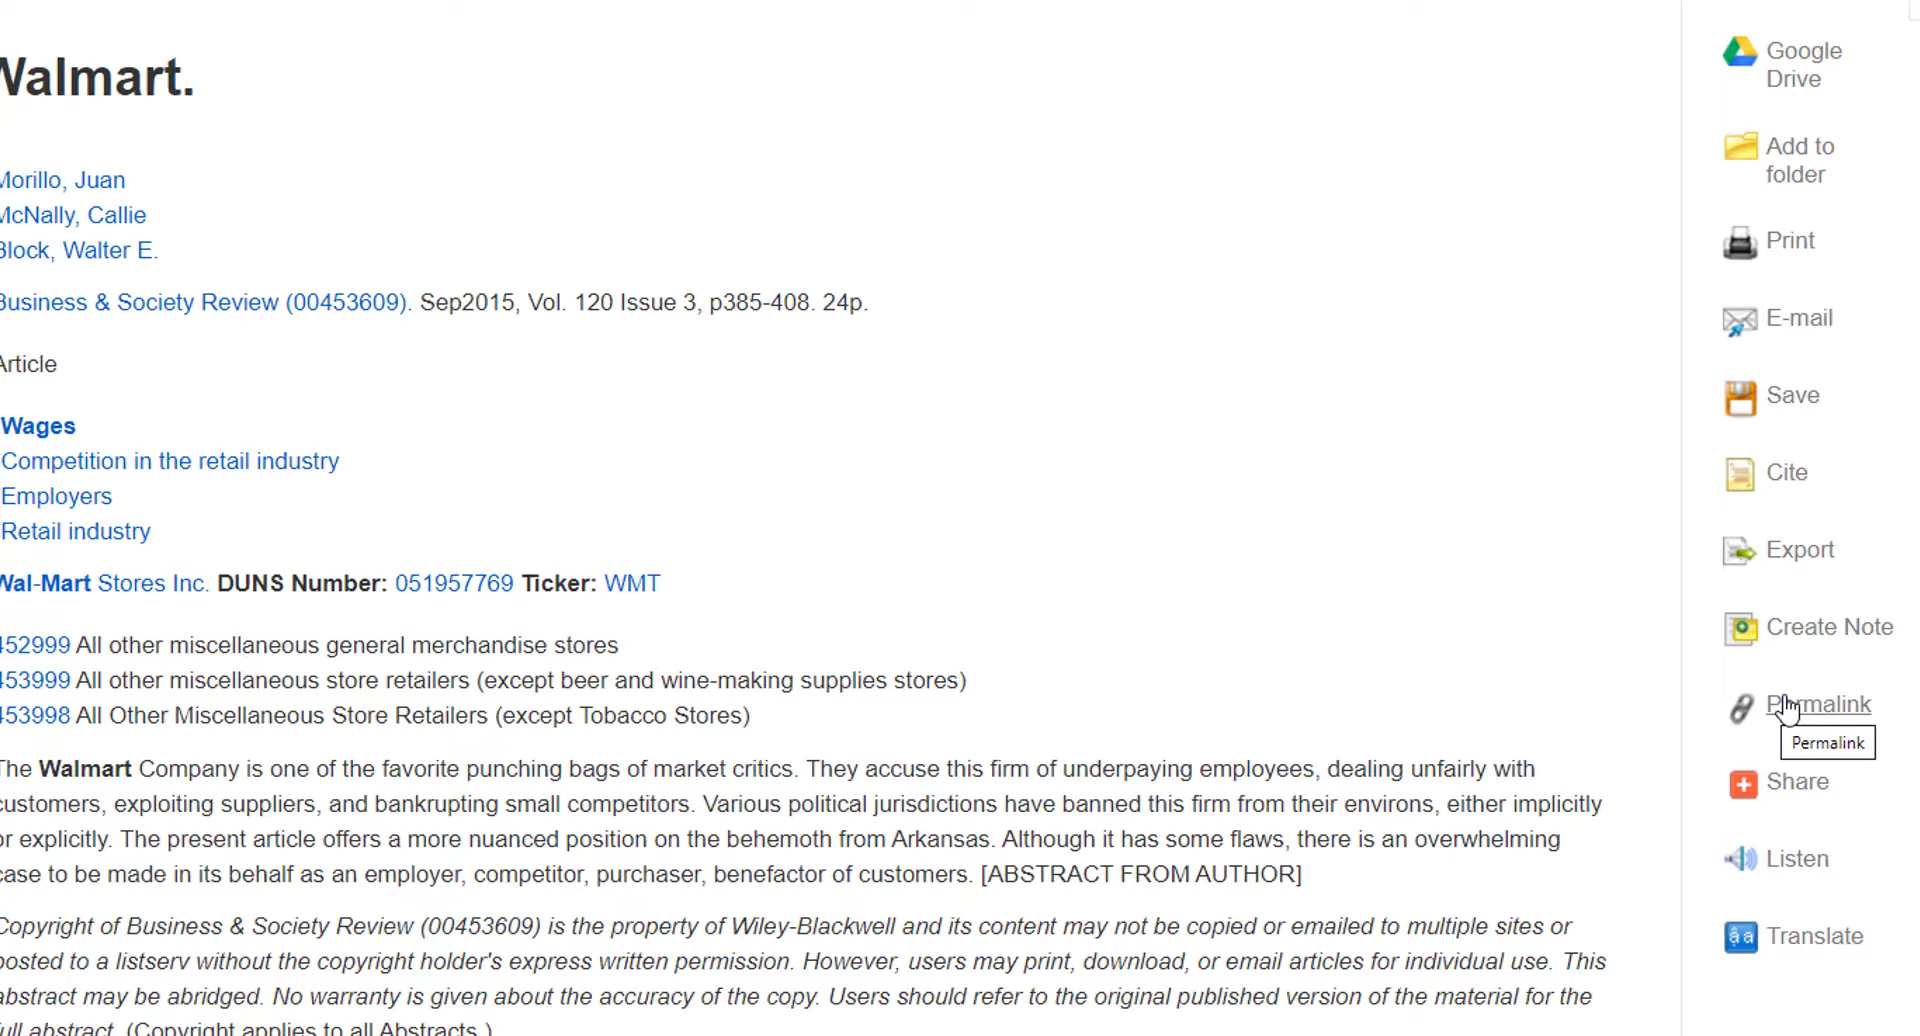 Walmart.
Morillo, Juan
McNally, Callie
Block, Walter E.
Business & Society Review (00453609). Sep2015, Vol. 120 Issue 3, p385-408. 24p.
Article
Wages
Competition in the retail industry
Employers
Retail industry
Wal-Mart Stores Inc. DUNS Number: 051957769 Ticker: WMT
452999 All other miscellaneous general merchandise stores
453999 All other miscellaneous store retailers (except beer and wine-making supplies stores)
453998 All Other Miscellaneous Store Retailers (except Tobacco Stores)
The Walmart Company is one of the favorite punching bags of market critics. They accuse this firm of underpaying employees, dealing unfairly with
customers, exploiting suppliers, and bankrupting small competitors. Various political jurisdictions have banned this firm from their environs, either implicitly
or explicitly. The present article offers a more nuanced position on the behemoth from Arkansas. Although it has some flaws, there is an overwhelming
case to be made in its behalf as an employer, competitor, purchaser, benefactor of customers. [ABSTRACT FROM AUTHOR]
Copyright of Business & Society Review (00453609) is the property of Wiley-Blackwell and its content may not be copied or emailed to multiple sites or
posted to a listserv without the copyright holder's express written permission. However, users may print, download, or email articles for individual use. This
abstract may be abridged. No warranty is given about the accuracy of the copy. Users should refer to the original published version of the material for the
full abstract. (Copyright applies to all Abstracts.)
Google
Drive
Add to
folder
Print
E-mail
Save
Cite
Export
Create Note
Permalink
Permalink
Share
Listen
Translate